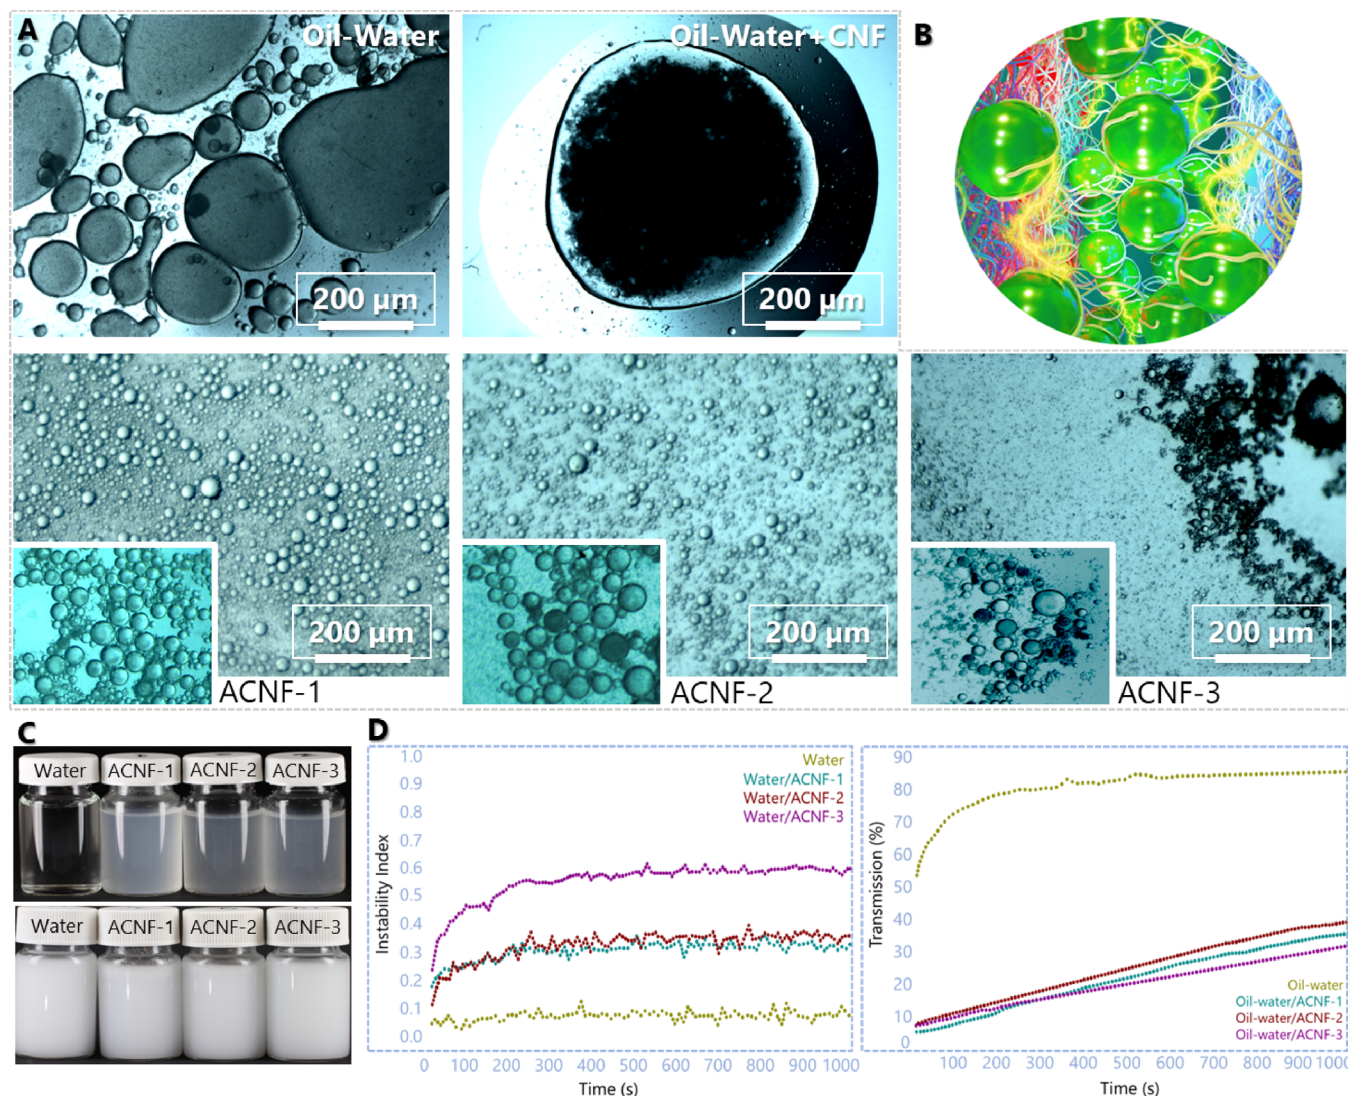 A
Oil-Water
Oil-Water+CNF
B
200 µm
200 µm
200 µm
200 µm
200 µm
ACNF-1
ACNF-2
ACNF-3
C
Water
ACNF-1
ACNF-2
ACNF-3
Water
ACNF-1
ACNF-2
ACNF-3
D
Instability Index
1.0
0.9
0.8
0.7
0.6
0.5
0.4
0.3
0.2
0.1
0.0
Water
Water/ACNF-1
Water/ACNF-2
Water/ACNF-3
0 100 200 300 400 500 600 700 800 900 1000
Time (s)
Transmission (%)
90
80
70
60
50
40
30
20
10
0
Oil-water
Oil-water/ACNF-1
Oil-water/ACNF-2
Oil-water/ACNF-3
100 200 300 400 500 600 700 800 900 1000
Time (s)